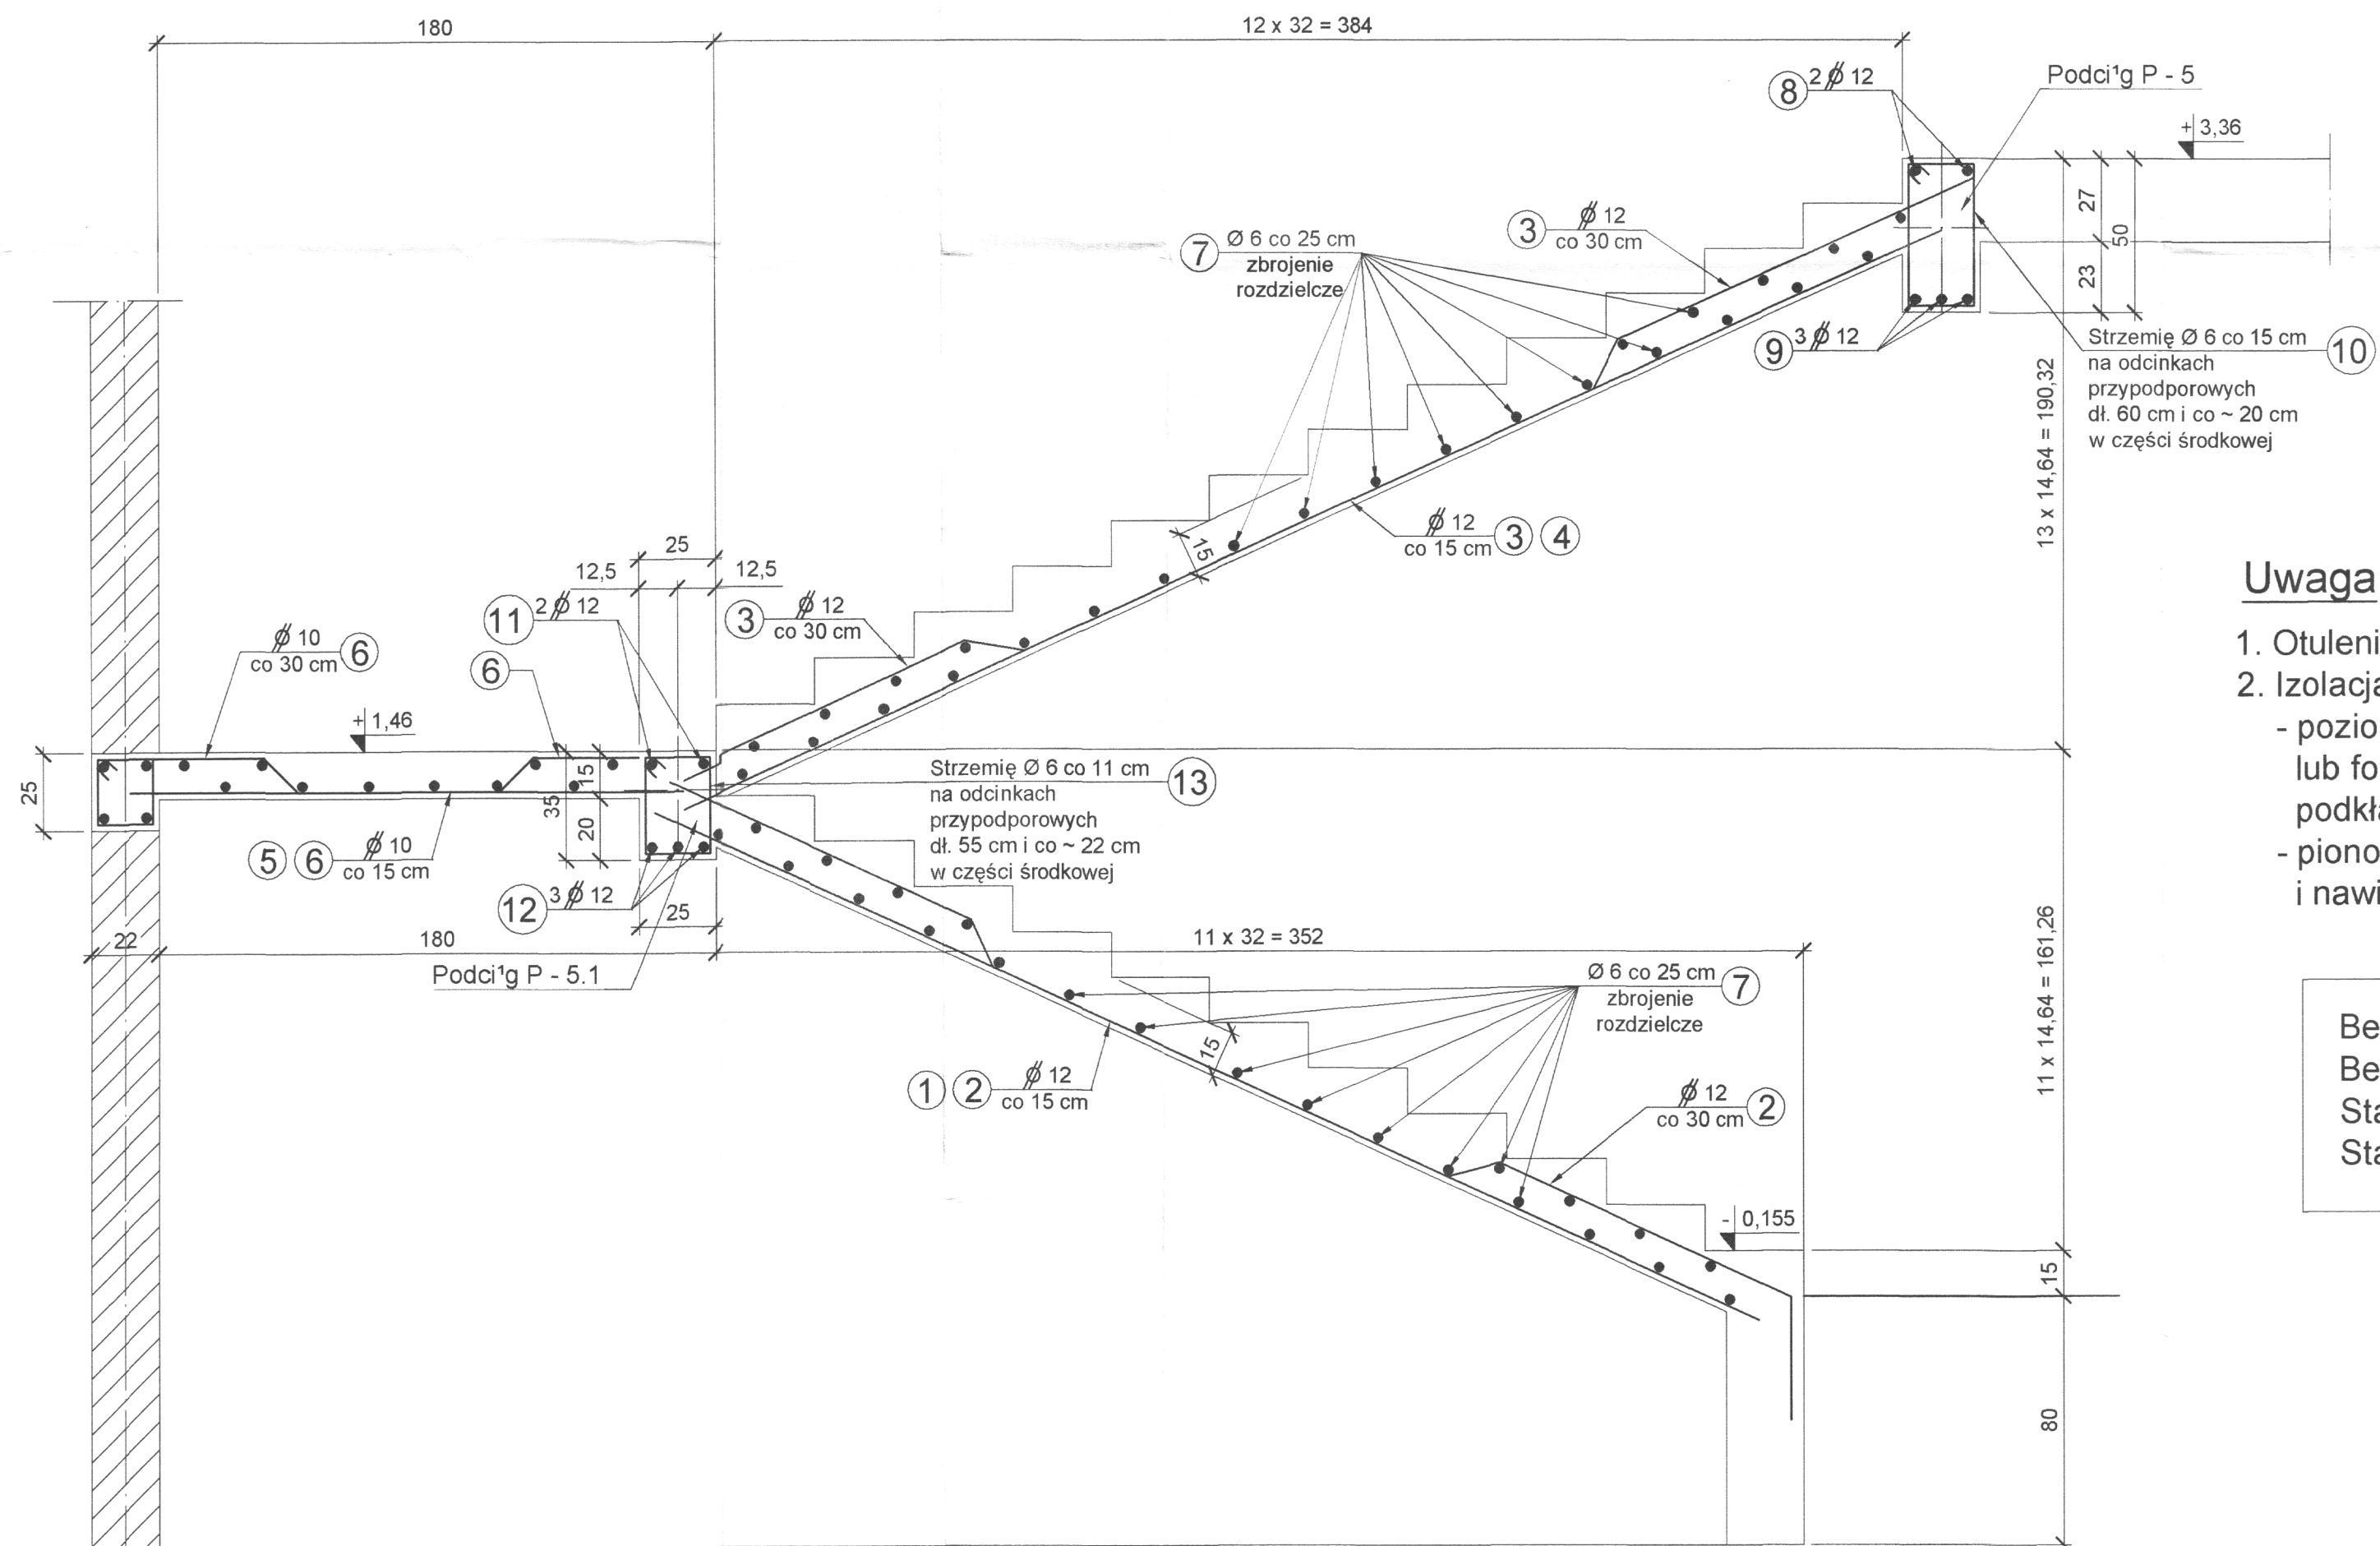 180
12 x 32 = 384
8
2 ø 12
Podci¹g P - 5
+ 3,36
3
ø 12
co 30 cm
7
Ø 6 co 25 cm
zbrojenie
rozdzielcze
27
23
50
9
3 ø 12
Strzemię Ø 6 co 15 cm
10
na odcinkach
przypodporowych
dł. 60 cm i co ~ 20 cm
w części środkowej
13 x 14,64 = 190,32
15
ø 12
co 15 cm
3 4
25
12,5
12,5
11
2 ø 12
3
ø 12
co 30 cm
ø 10
co 30 cm
6
6
+ 1,46
25
15
35
20
Strzemię Ø 6 co 11 cm
13
na odcinkach
przypodporowych
dł. 55 cm i co ~ 22 cm
w części środkowej
5 6
ø 10
co 15 cm
12
3 ø 12
25
22
180
11 x 32 = 352
Podci¹g P - 5.1
Ø 6 co 25 cm
7
zbrojenie
rozdzielcze
15
1 2
ø 12
co 15 cm
ø 12
co 30 cm
2
11 x 14,64 = 161,26
- 0,155
15
80
Uwaga
1. Otuleni
2. Izolacja
- pozio
lub fo
podkła
- piono
i nawi
Be
Be
Sta
Sta